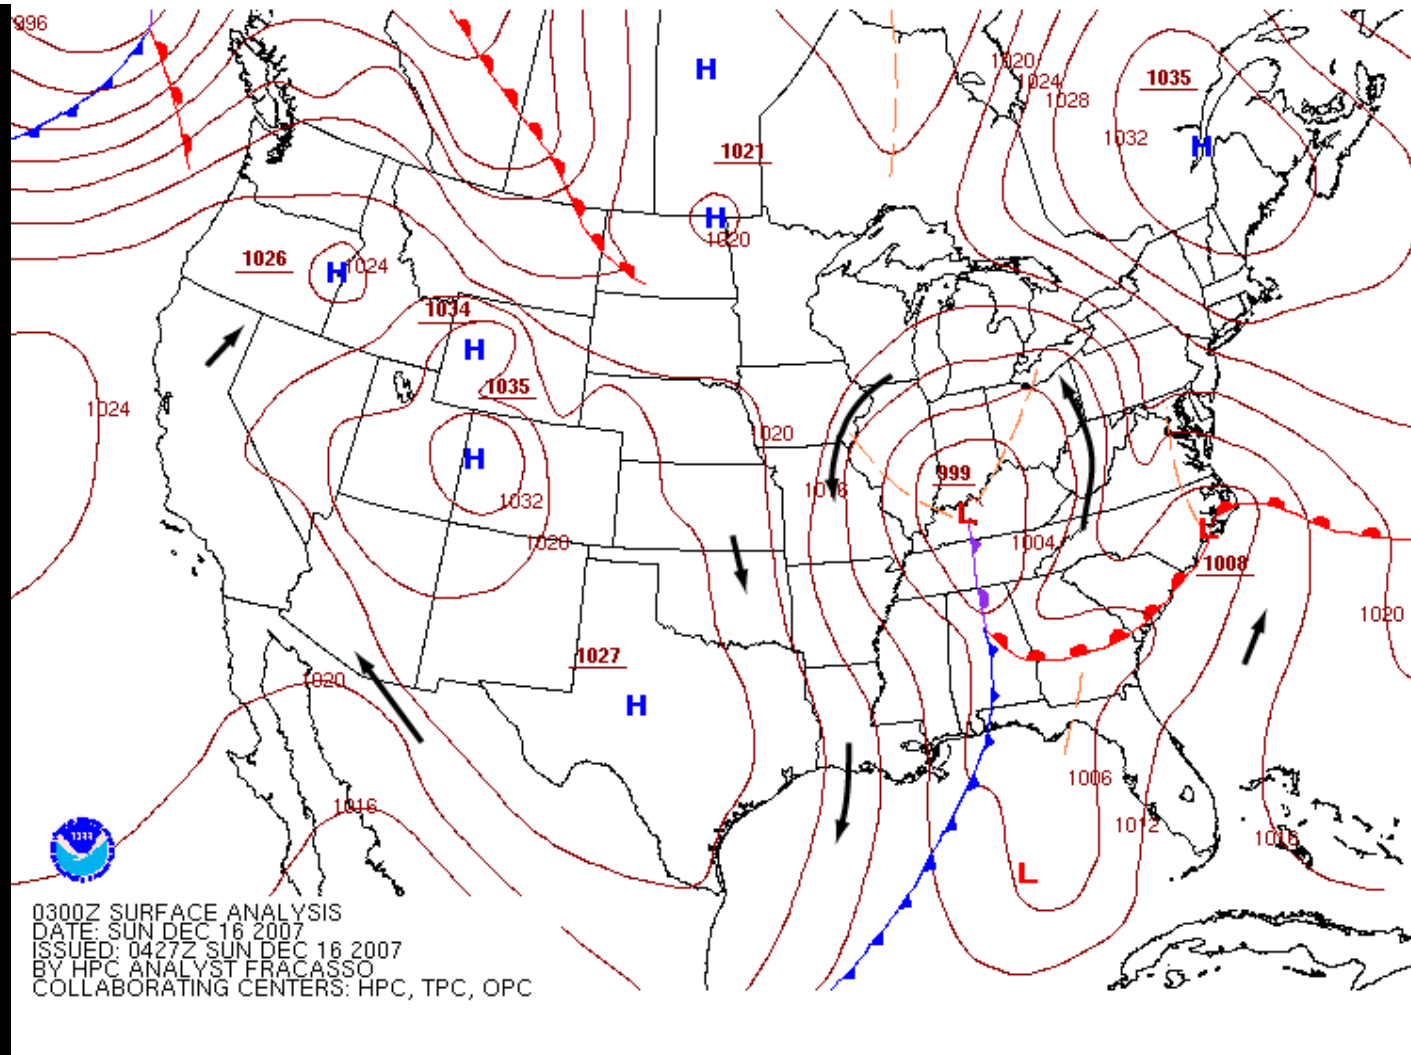 996
1020
1024
1028
1035
1032
H
H
1021
H
1020
1026
H
1024
1034
H
1035
1024
1020
H
1032
1016
999
L
1028
1004
L
1008
1020
1027
H
1020
1006
1016
1012
1016
L
0300Z SURFACE ANALYSIS
DATE: SUN DEC 16 2007
ISSUED: 0427Z SUN DEC 16 2007
BY HPC ANALYST FRACASSO
COLLABORATING CENTERS: HPC, TPC, OPC